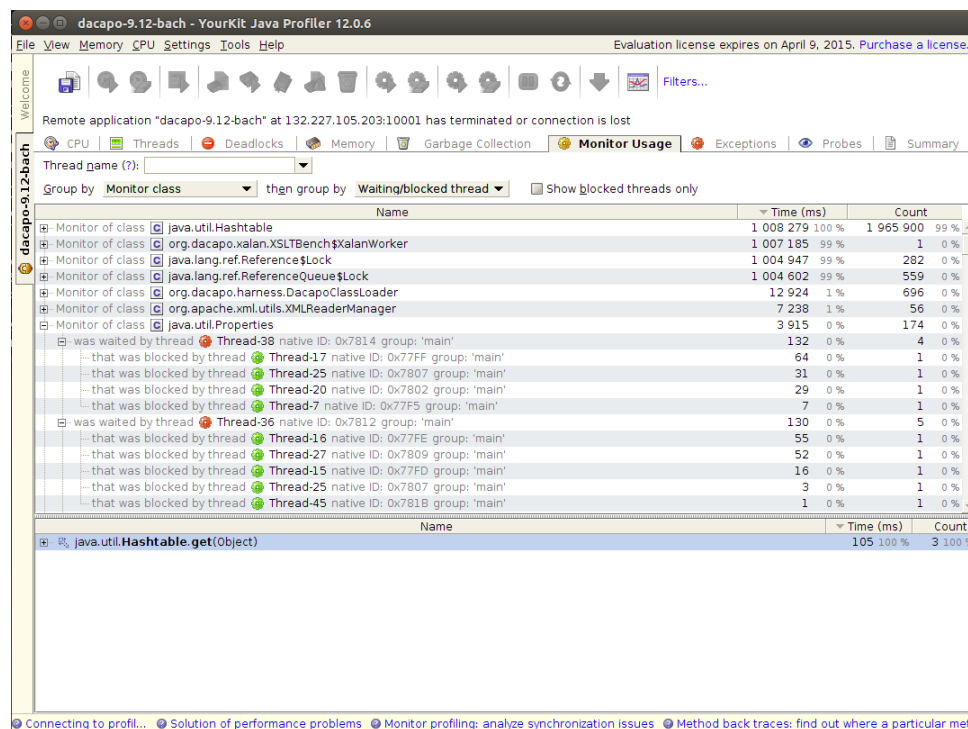 dacapo-9.12-bach - YourKit Java Profiler 12.0.6
File View Memory CPU Settings Tools Help Evaluation license expires on April 9, 2015. Purchase a license.
Welcome
dacapo-9.12-bach
Filters...
Remote application "dacapo-9.12-bach" at 132.227.105.203:10001 has terminated or connection is lost
CPU Threads Deadlocks Memory Garbage Collection Monitor Usage Exceptions Probes Summary
Thread name (?):
Group by Monitor class then group by Waiting/blocked thread Show blocked threads only
Name Time (ms) Count
Monitor of class C java.util.Hashtable 1 008 279 100 % 1 965 900 99 %
Monitor of class C org.dacapo.xalan.XSLTBench$XalanWorker 1 007 185 99 % 1 0 %
Monitor of class C java.lang.ref.Reference$Lock 1 004 947 99 % 282 0 %
Monitor of class C java.lang.ref.ReferenceQueue$Lock 1 004 602 99 % 559 0 %
Monitor of class C org.dacapo.harness.DacapoClassLoader 12 924 1 % 696 0 %
Monitor of class C org.apache.xml.utils.XMLReaderManager 7 238 1 % 56 0 %
Monitor of class C java.util.Properties 3 915 0 % 174 0 %
was waited by thread Thread-38 native ID: 0x7814 group: 'main' 132 0 % 4 0 %
that was blocked by thread Thread-17 native ID: 0x77FF group: 'main' 64 0 % 1 0 %
that was blocked by thread Thread-25 native ID: 0x7807 group: 'main' 31 0 % 1 0 %
that was blocked by thread Thread-20 native ID: 0x7802 group: 'main' 29 0 % 1 0 %
that was blocked by thread Thread-7 native ID: 0x77F5 group: 'main' 7 0 % 1 0 %
was waited by thread Thread-36 native ID: 0x7812 group: 'main' 130 0 % 5 0 %
that was blocked by thread Thread-16 native ID: 0x77FE group: 'main' 55 0 % 1 0 %
that was blocked by thread Thread-27 native ID: 0x7809 group: 'main' 52 0 % 1 0 %
that was blocked by thread Thread-15 native ID: 0x77FD group: 'main' 16 0 % 1 0 %
that was blocked by thread Thread-25 native ID: 0x7807 group: 'main' 3 0 % 1 0 %
that was blocked by thread Thread-45 native ID: 0x781B group: 'main' 1 0 % 1 0 %
Name Time (ms) Count
java.util.Hashtable.get(Object) 105 100 % 3 100 %
Connecting to profil... Solution of performance problems Monitor profiling: analyze synchronization issues Method back traces: find out where a particular met